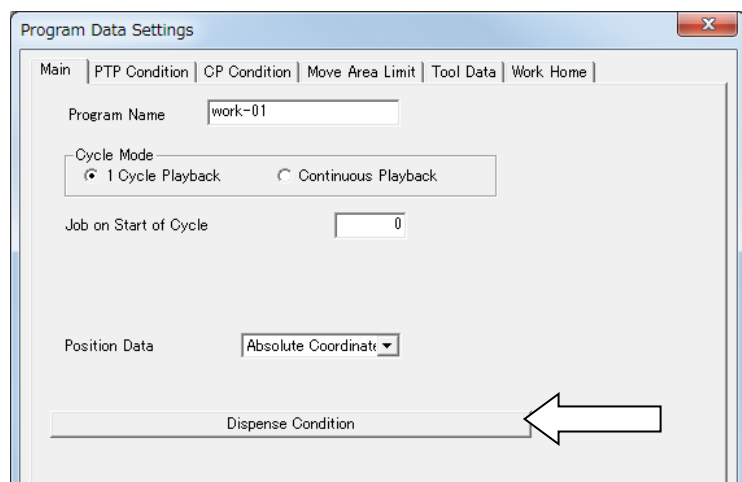 Program Data Settings
Main PTP Condition CP Condition Move Area Limit Tool Data Work Home
Program Name work-01
Cycle Mode
1 Cycle Playback Continuous Playback
Job on Start of Cycle 0
Position Data Absolute Coordinate
Dispense Condition